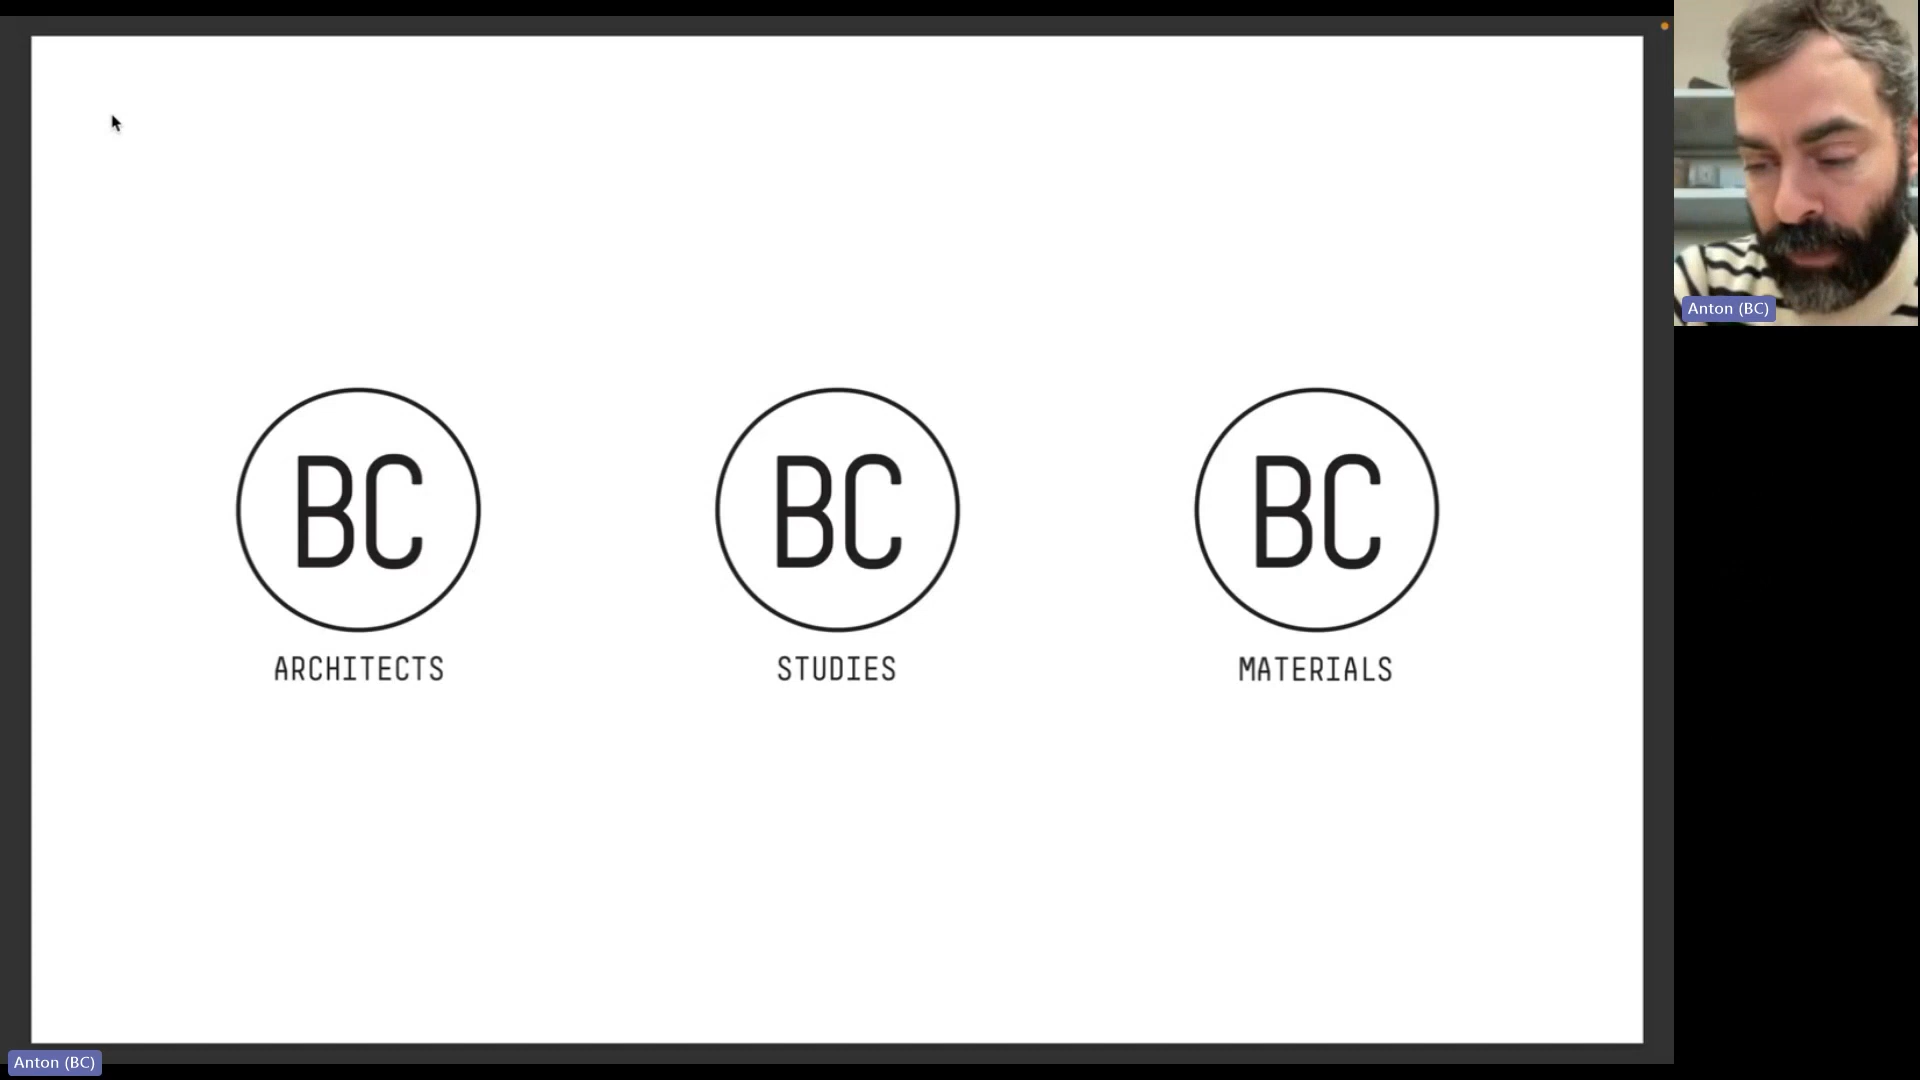 BC
ARCHITECTS
BC
STUDIES
BC
MATERIALS
Anton (BC)
Anton (BC)